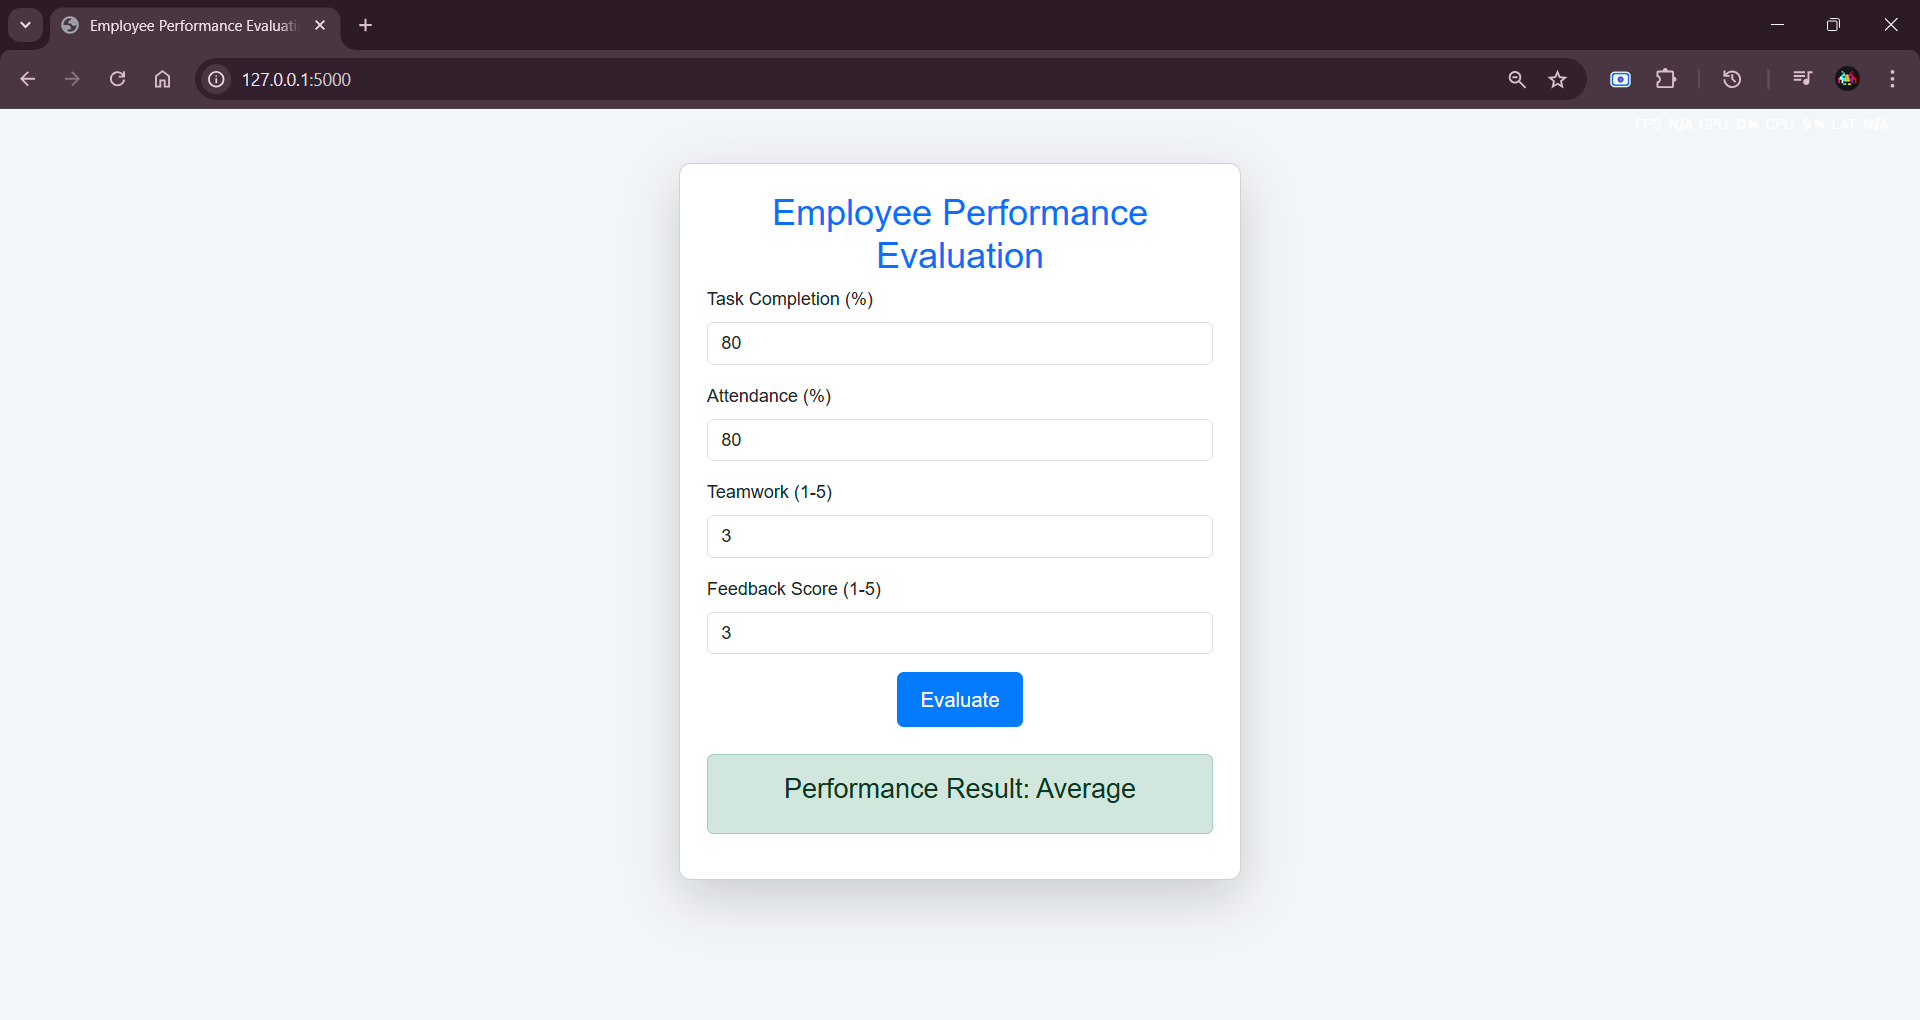 Employee Performance Evaluati
127.0.0.1:5000
FPS N/A GPU 0% CPU 9% LAT N/A
Employee Performance
Evaluation
Task Completion (%)
80
Attendance (%)
80
Teamwork (1-5)
3
Feedback Score (1-5)
3
Evaluate
Performance Result: Average